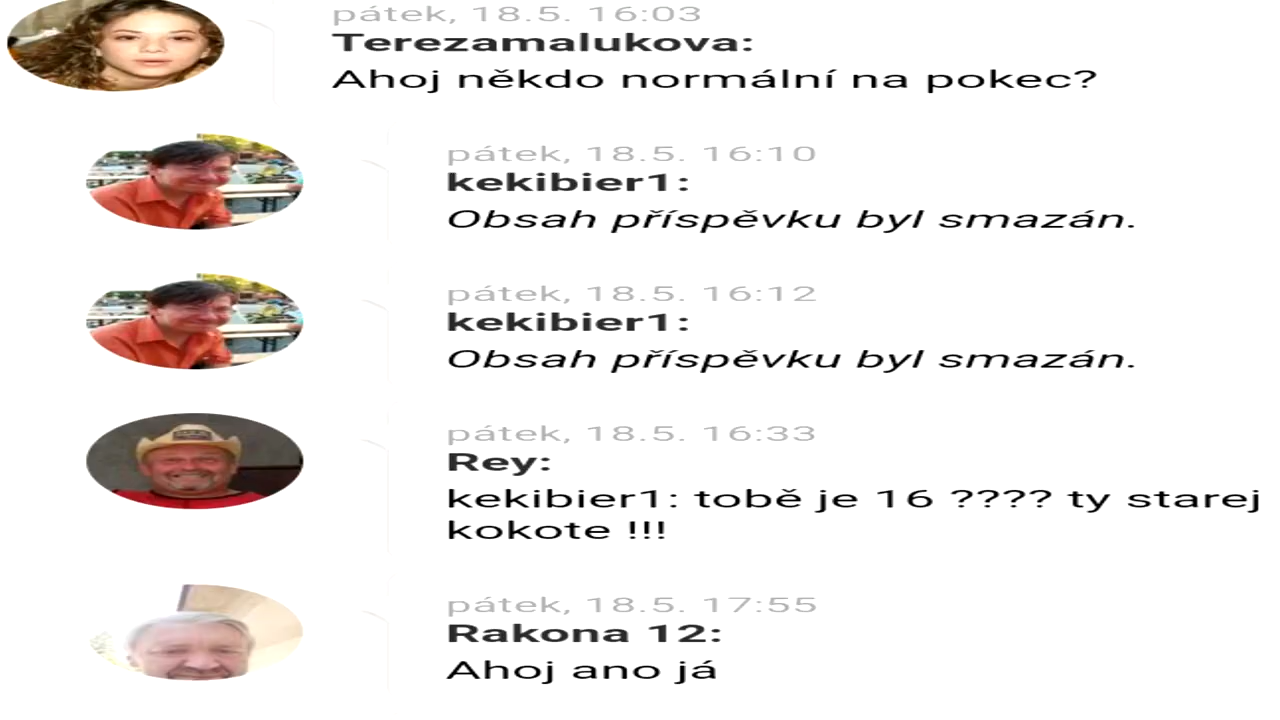 pátek, 18.5. 16:03
Terezamalukova:
Ahoj někdo normální na pokec?
pátek, 18.5. 16:10
kekibier1:
Obsah příspěvku byl smazán.
pátek, 18.5. 16:12
kekibier1:
Obsah příspěvku byl smazán.
pátek, 18.5. 16:33
Rey:
kekibier1: tobě je 16 ???? ty starej
kokote !!!
pátek, 18.5. 17:55
Rakona 12:
Ahoj ano já